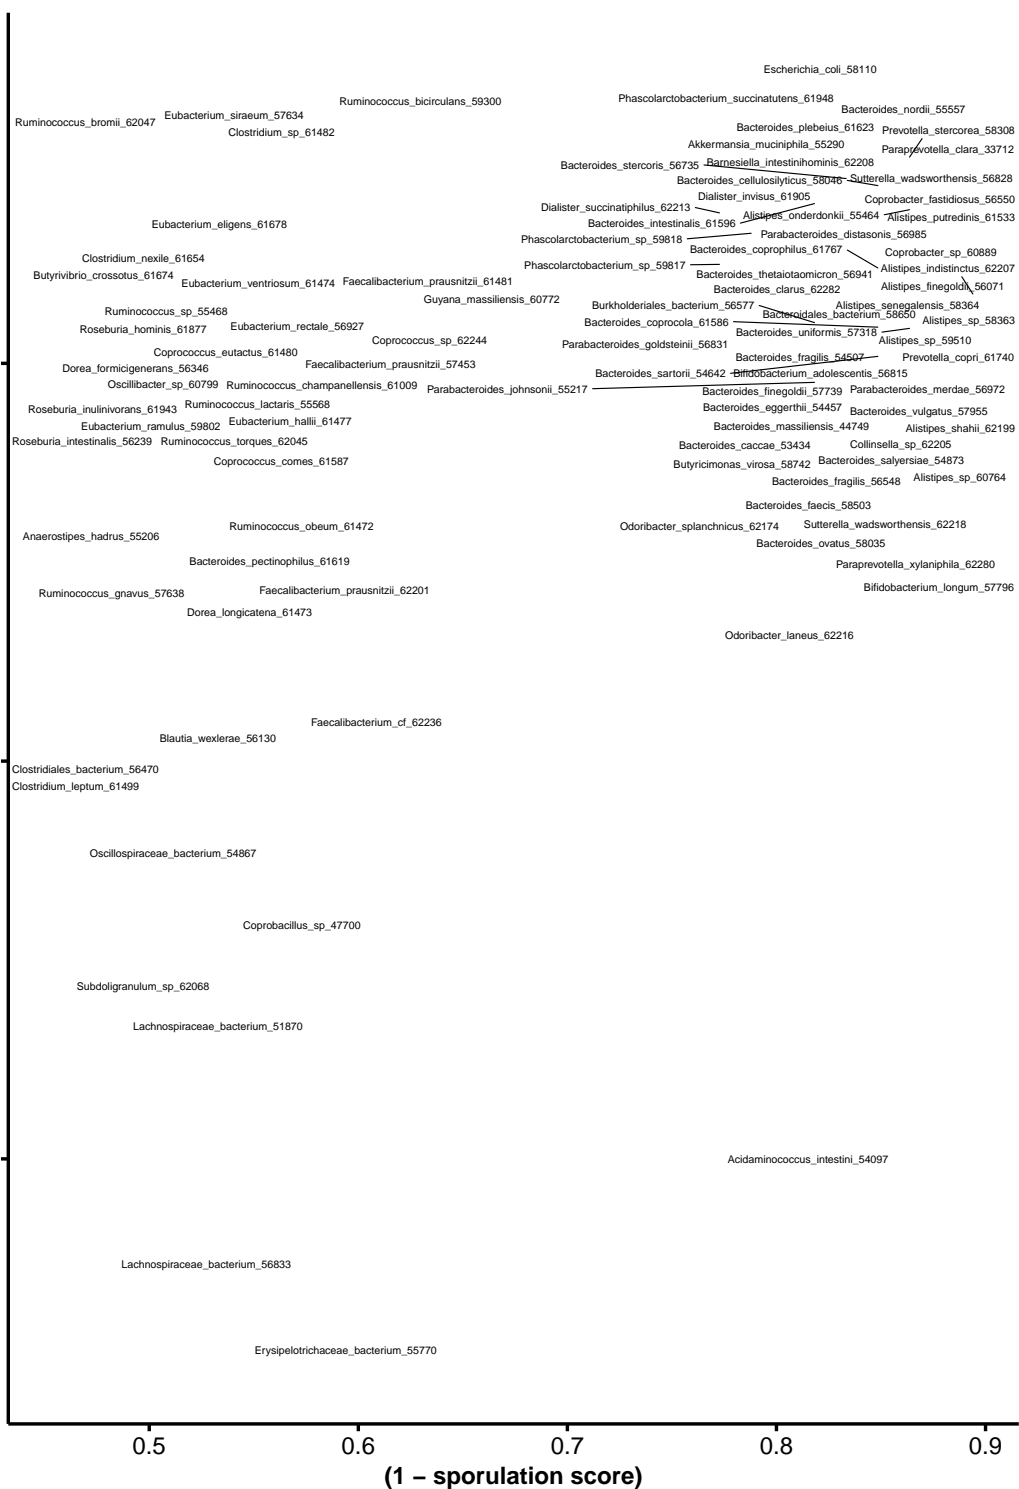 Escherichia_coli_58110
Phascolarctobacterium_succinatutens_61948
Ruminococcus_bicirculans_59300
Bacteroides_nordii_55557
Eubacterium_siraeum_57634
Ruminococcus_bromii_62047
Bacteroides_plebeius_61623
Prevotella_stercorea_58308
Clostridium_sp_61482
Akkermansia_muciniphila_55290
Paraprevotella_clara_33712
Barnesiella_intestinihominis_62208
Bacteroides_stercoris_56735
Bacteroides_cellulosilyticus_58046
Sutterella_wadsworthensis_56828
Dialister_invisus_61905
Coprobacter_fastidiosus_56550
Dialister_succinatiphilus_62213
Alistipes_onderdonkii_55464
Alistipes_putredinis_61533
Bacteroides_intestinalis_61596
Eubacterium_eligens_61678
Parabacteroides_distasonis_56985
Phascolarctobacterium_sp_59818
Bacteroides_coprophilus_61767
Coprobacter_sp_60889
Clostridium_nexile_61654
Phascolarctobacterium_sp_59817
Alistipes_indistinctus_62207
Butyrivibrio_crossotus_61674
Bacteroides_thetaiotaomicron_56941
Eubacterium_ventriosum_61474
Faecalibacterium_prausnitzii_61481
Alistipes_finegoldii_56071
Bacteroides_clarus_62282
Guyana_massiliensis_60772
Burkholderiales_bacterium_56577
Alistipes_senegalensis_58364
Ruminococcus_sp_55468
Bacteroidales_bacterium_58650
Bacteroides_coprocola_61586
Alistipes_sp_58363
Roseburia_hominis_61877
Eubacterium_rectale_56927
Bacteroides_uniformis_57318
Coprococcus_sp_62244
Alistipes_sp_59510
Parabacteroides_goldsteinii_56831
Coprococcus_eutactus_61480
Bacteroides_fragilis_54507
Prevotella_copri_61740
Dorea_formicigenerans_56346
Faecalibacterium_prausnitzii_57453
Bacteroides_sartorii_54642
Bifidobacterium_adolescentis_56815
Oscillibacter_sp_60799
Ruminococcus_champanellensis_61009
Parabacteroides_johnsonii_55217
Bacteroides_finegoldii_57739
Parabacteroides_merdae_56972
Roseburia_inulinivorans_61943
Ruminococcus_lactaris_55568
Bacteroides_eggerthii_54457
Bacteroides_vulgatus_57955
Eubacterium_ramulus_59802
Eubacterium_hallii_61477
Bacteroides_massiliensis_44749
Alistipes_shahii_62199
Roseburia_intestinalis_56239
Ruminococcus_torques_62045
Bacteroides_caccae_53434
Collinsella_sp_62205
Coprococcus_comes_61587
Butyricimonas_virosa_58742
Bacteroides_salyersiae_54873
Bacteroides_fragilis_56548
Alistipes_sp_60764
Bacteroides_faecis_58503
Ruminococcus_obeum_61472
Odoribacter_splanchnicus_62174
Sutterella_wadsworthensis_62218
Anaerostipes_hadrus_55206
Bacteroides_ovatus_58035
Bacteroides_pectinophilus_61619
Paraprevotella_xylaniphila_62280
Ruminococcus_gnavus_57638
Faecalibacterium_prausnitzii_62201
Bifidobacterium_longum_57796
Dorea_longicatena_61473
Odoribacter_laneus_62216
Faecalibacterium_cf_62236
Blautia_wexlerae_56130
Clostridiales_bacterium_56470
Clostridium_leptum_61499
Oscillospiraceae_bacterium_54867
Coprobacillus_sp_47700
Subdoligranulum_sp_62068
Lachnospiraceae_bacterium_51870
Acidaminococcus_intestini_54097
Lachnospiraceae_bacterium_56833
Erysipelotrichaceae_bacterium_55770
0.5 0.6 0.7 0.8 0.9
(1 – sporulation score)